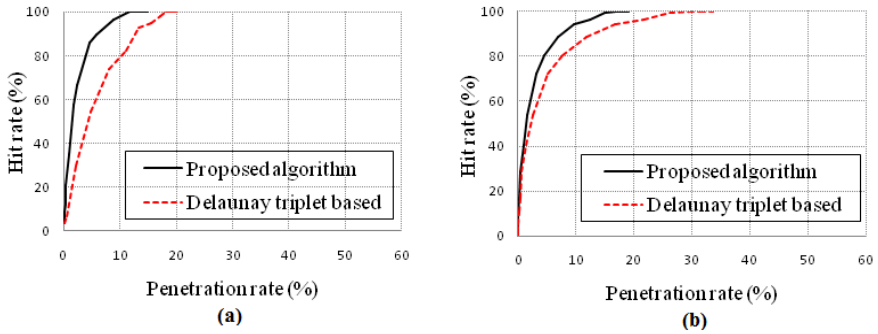 100
80
60
40
20
0
Hit rate (%)
Proposed algorithm
Delaunay triplet based
0 10 20 30 40 50 60
Penetration rate (%)
(a)
100
80
60
40
20
0
Hit rate (%)
Proposed algorithm
Delaunay triplet based
0 10 20 30 40 50 60
Penetration rate (%)
(b)